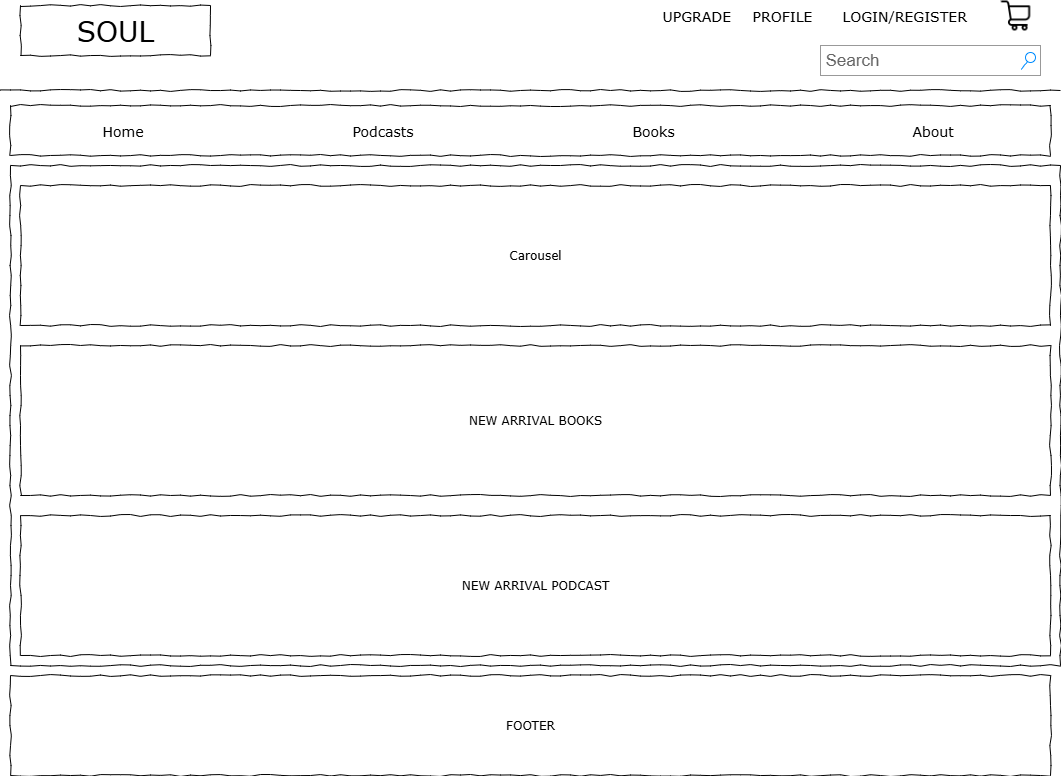 SOUL
UPGRADE PROFILE LOGIN/REGISTER
Search
Home Podcasts Books About
Carousel
NEW ARRIVAL BOOKS
NEW ARRIVAL PODCAST
FOOTER